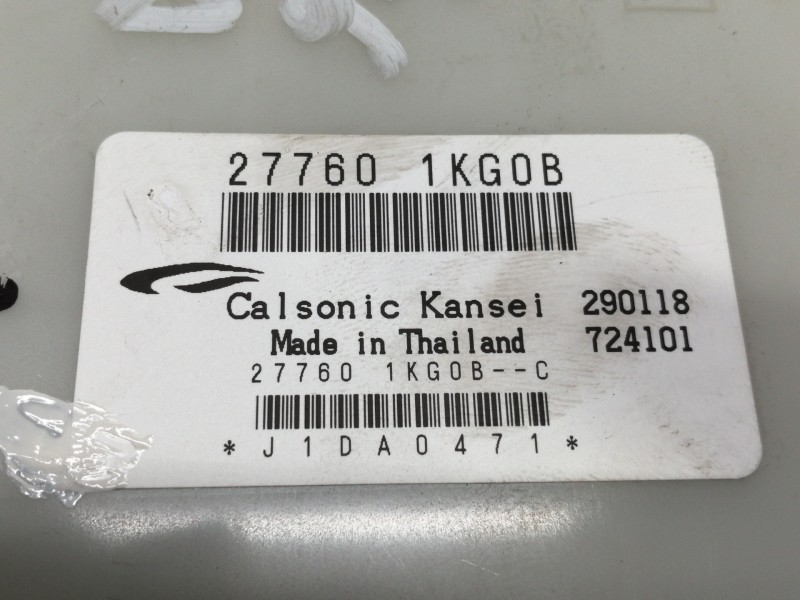 27760 1KG0B
Calsonic Kansei 290118
Made in Thailand 724101
27760 1KG0B--C
*J1DA0471*